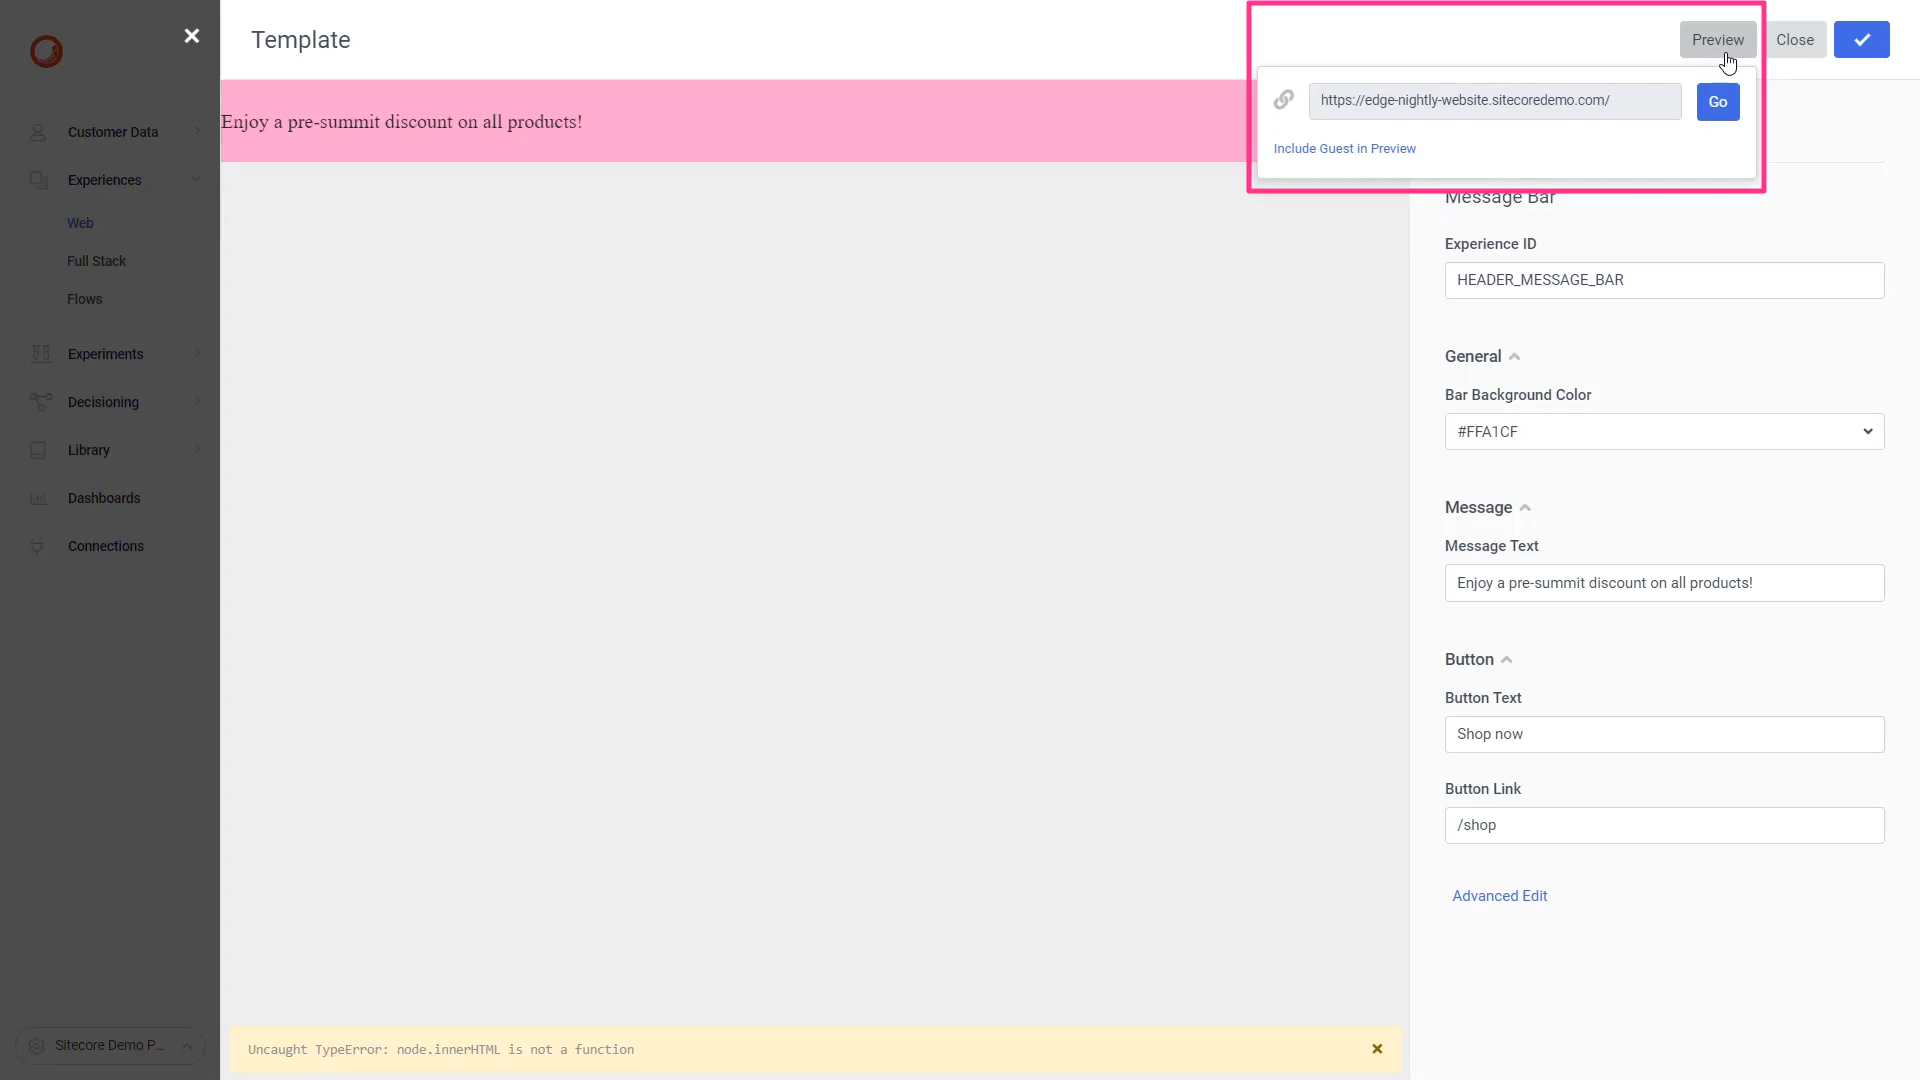 Template
Preview
Close
https://edge-nightly-website.sitecoredemo.com/
Go
Include Guest in Preview
Customer Data
Experiences
Web
Full Stack
Flows
Experiments
Decisioning
Library
Dashboards
Connections
Sitecore Demo P...
Enjoy a pre-summit discount on all products!
Message Bar
Experience ID
HEADER_MESSAGE_BAR
General
Bar Background Color
#FFA1CF
Message
Message Text
Enjoy a pre-summit discount on all products!
Button
Button Text
Shop now
Button Link
/shop
Advanced Edit
Uncaught TypeError: node.innerHTML is not a function